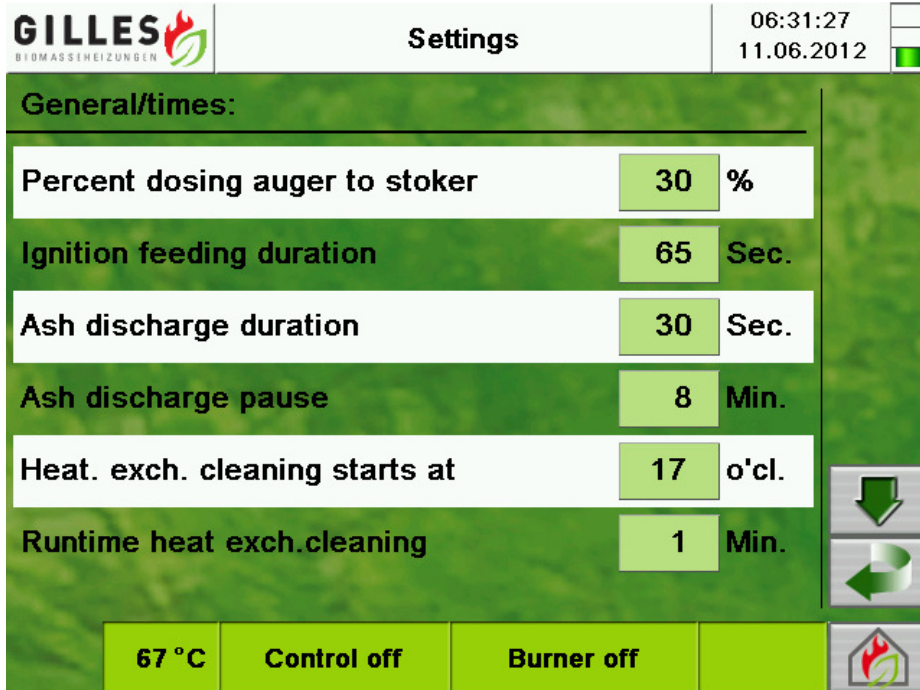 GILLES
BIOMASSEHEIZUNGEN
Settings
06:31:27
11.06.2012
General/times:
Percent dosing auger to stoker 30 %
Ignition feeding duration 65 Sec.
Ash discharge duration 30 Sec.
Ash discharge pause 8 Min.
Heat. exch. cleaning starts at 17 o'cl.
Runtime heat exch.cleaning 1 Min.
67 °C Control off Burner off